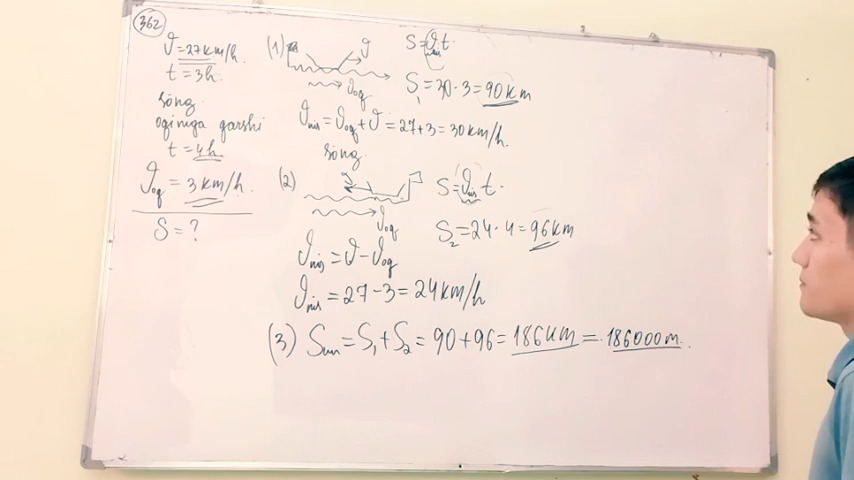 362
ϑ = 27 km/h.
t = 3h.
song
oqimga qarshi
t = 4h
ϑoq = 3 km/h.
S = ?
(1)
ϑ
ϑoq
S = ϑnis t.
S1 = 30 · 3 = 90 km
ϑnis = ϑoq + ϑ = 27 + 3 = 30 km/h.
song.
(2)
ϑoq
S = ϑnis t.
S2 = 24 · 4 = 96 km
ϑnis = ϑ - ϑoq
ϑnis = 27 - 3 = 24 km/h
(3) Sum = S1 + S2 = 90 + 96 = 186 km = 186000 m.